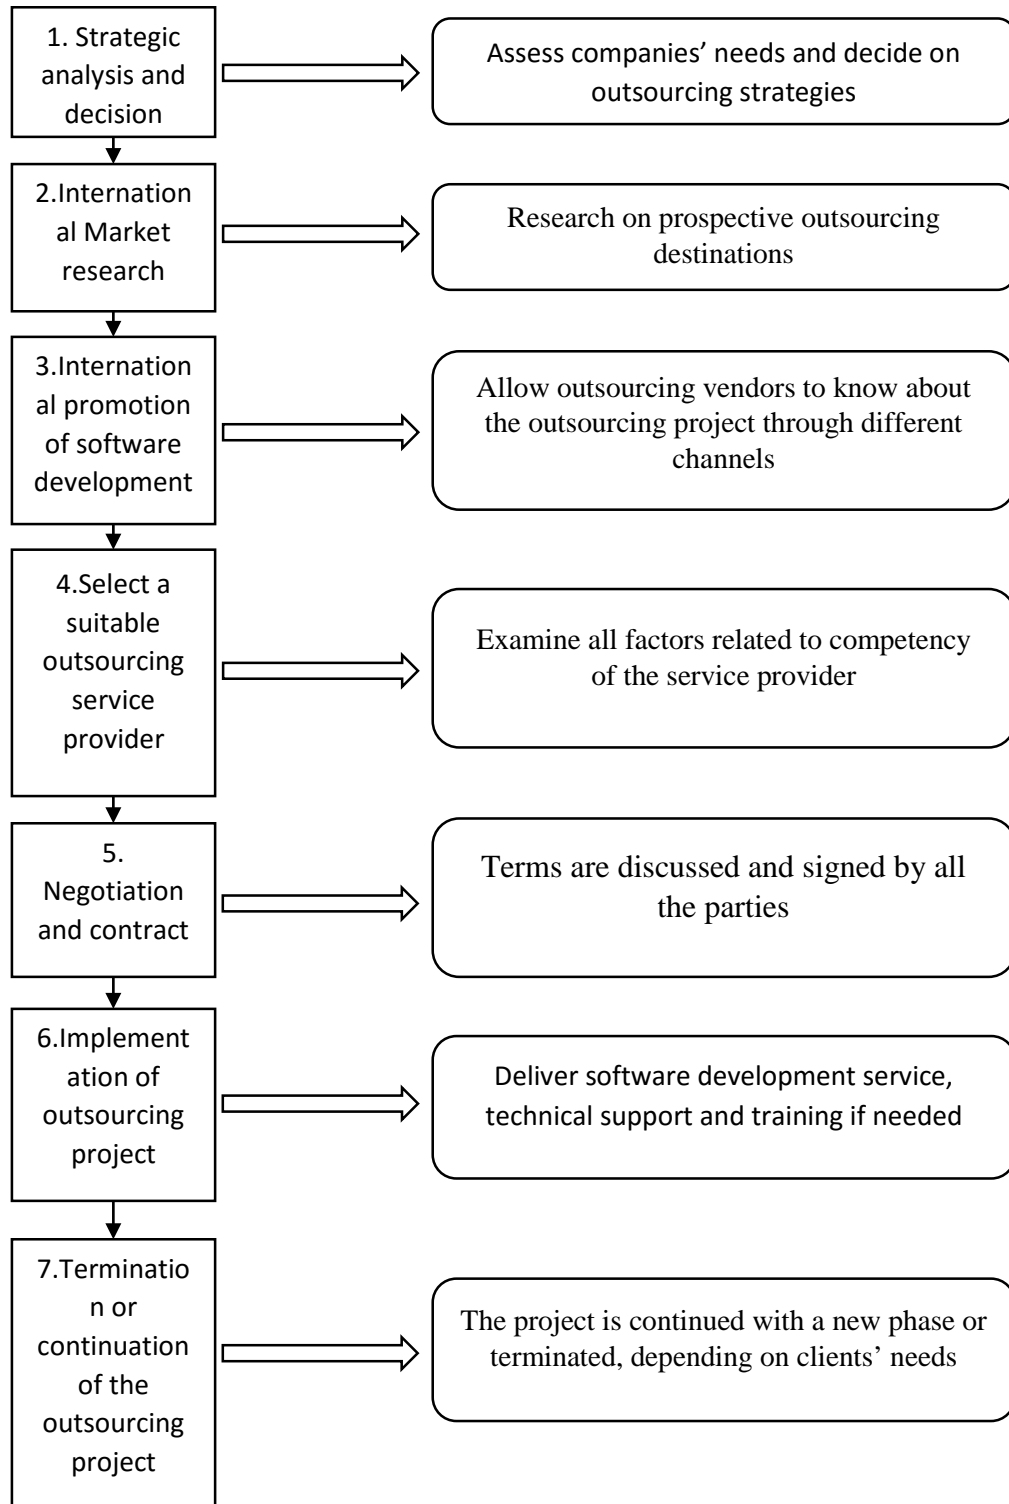 1. Strategic
analysis and
decision
Assess companies’ needs and decide on
outsourcing strategies
2.Internation
al Market
research
Research on prospective outsourcing
destinations
3.Internation
al promotion
of software
development
Allow outsourcing vendors to know about
the outsourcing project through different
channels
4.Select a
suitable
outsourcing
service
provider
Examine all factors related to competency
of the service provider
5.
Negotiation
and contract
Terms are discussed and signed by all
the parties
6.Implement
ation of
outsourcing
project
Deliver software development service,
technical support and training if needed
7.Terminatio
n or
continuation
of the
outsourcing
project
The project is continued with a new phase or
terminated, depending on clients’ needs